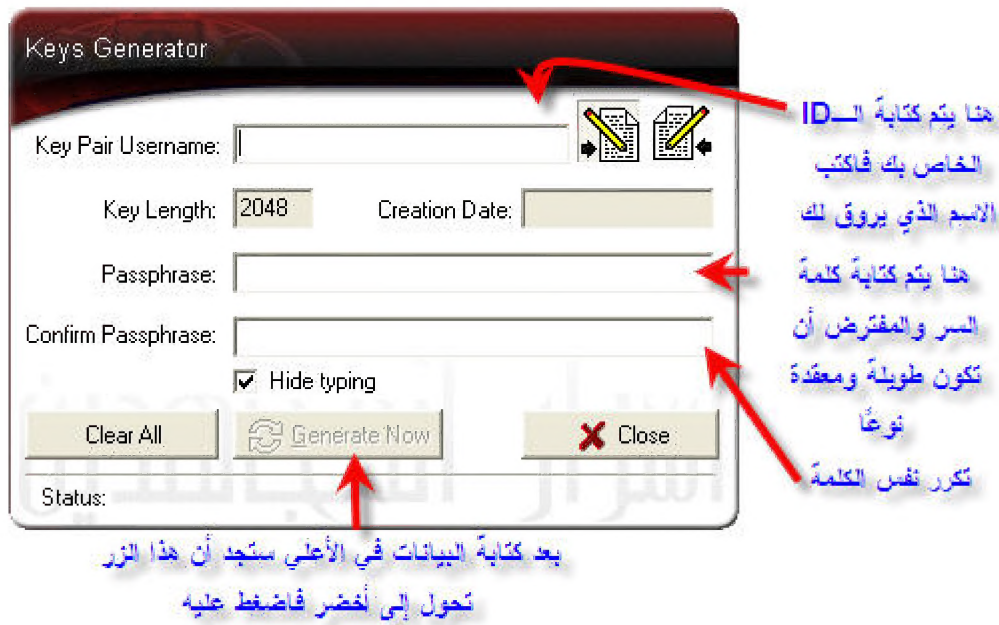 Keys Generator
Key Pair Username:
هنا يتم كتابة الـــID
الخاص بك فاكتب
الاسم الذي يروق لك
Key Length: 2048 Creation Date:
Passphrase:
هنا يتم كتابة كلمة
السر والمفترض أن
تكون طويلة ومعقدة
نوعًا
Confirm Passphrase:
تكرر نفس الكلمة
Hide typing
Clear All Generate Now Close
Status:
بعد كتابة البيانات في الأعلي ستجد أن هذا الزر
تحول إلى أخضر فاضغط عليه